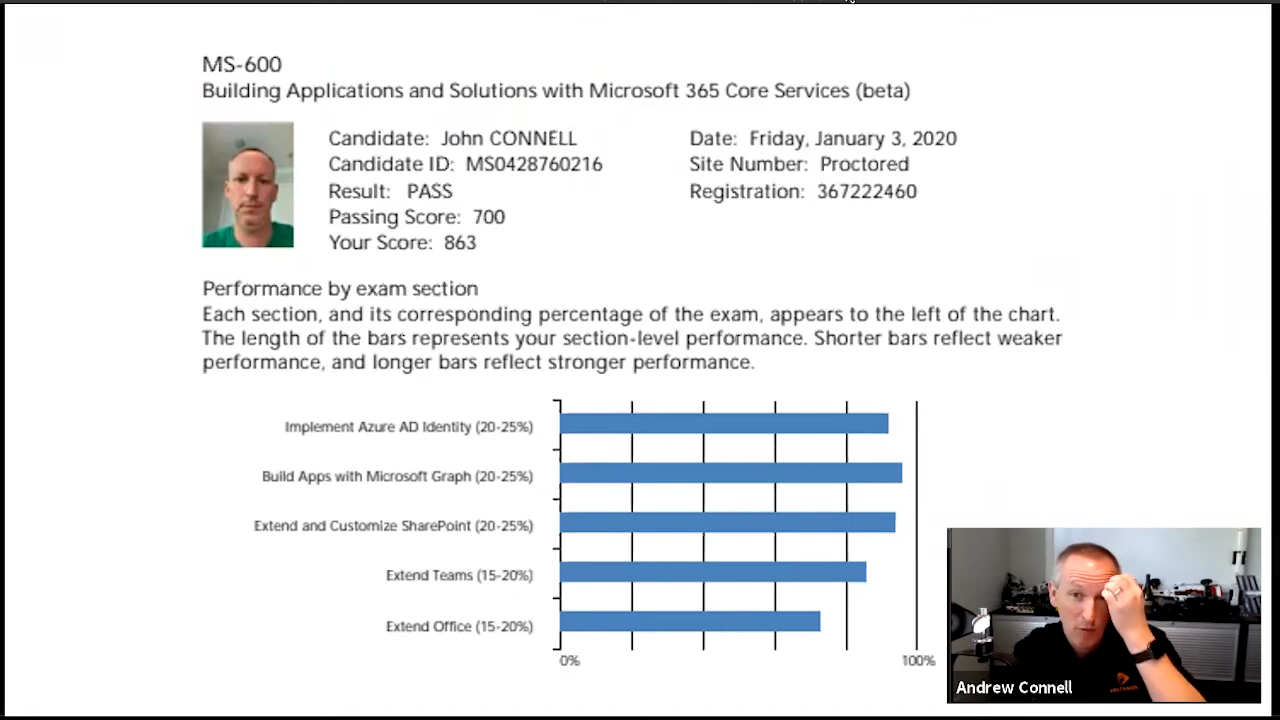 MS-600
Building Applications and Solutions with Microsoft 365 Core Services (beta)
Candidate: John CONNELL
Candidate ID: MS0428760216
Result: PASS
Passing Score: 700
Your Score: 863
Date: Friday, January 3, 2020
Site Number: Proctored
Registration: 367222460
Performance by exam section
Each section, and its corresponding percentage of the exam, appears to the left of the chart.
The length of the bars represents your section-level performance. Shorter bars reflect weaker
performance, and longer bars reflect stronger performance.
Implement Azure AD Identity (20-25%)
Build Apps with Microsoft Graph (20-25%)
Extend and Customize SharePoint (20-25%)
Extend Teams (15-20%)
Extend Office (15-20%)
0%
100%
Andrew Connell